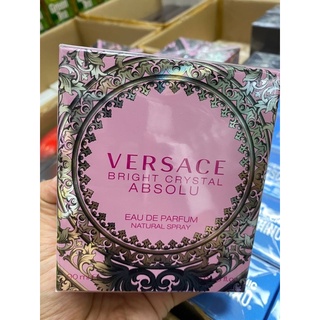 VERSACE
BRIGHT CRYSTAL
ABSOLU
EAU DE PARFUM
NATURAL SPRAY